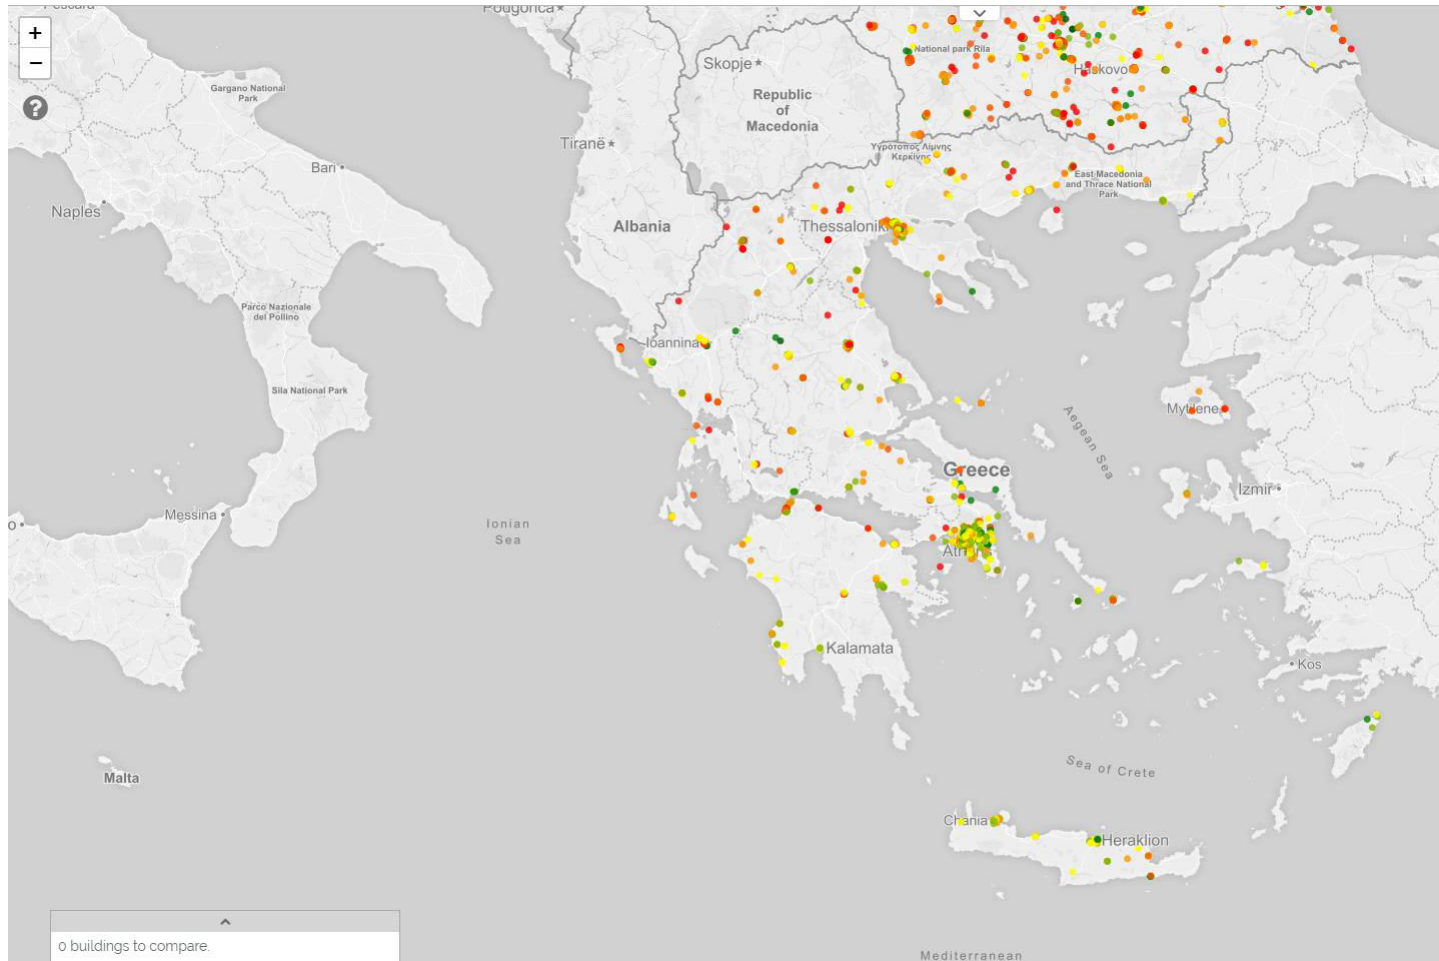 Pescara
Podgorica
+
−
?
Gargano National
Park
National park Rila
Skopje
Haskovo
Republic
of
Macedonia
Tiranë
Υγρότοπος Λίμνης
Κερκίνης
Bari
East Macedonia
and Thrace National
Park
Naples
Albania
Thessaloniki
Parco Nazionale
del Pollino
Ioannina
Sila National Park
Mytilene
Aegean Sea
Greece
Izmir
Messina
o
Ionian
Sea
Kalamata
Kos
Sea of Crete
Malta
Chania
Heraklion
0 buildings to compare.
Mediterranean